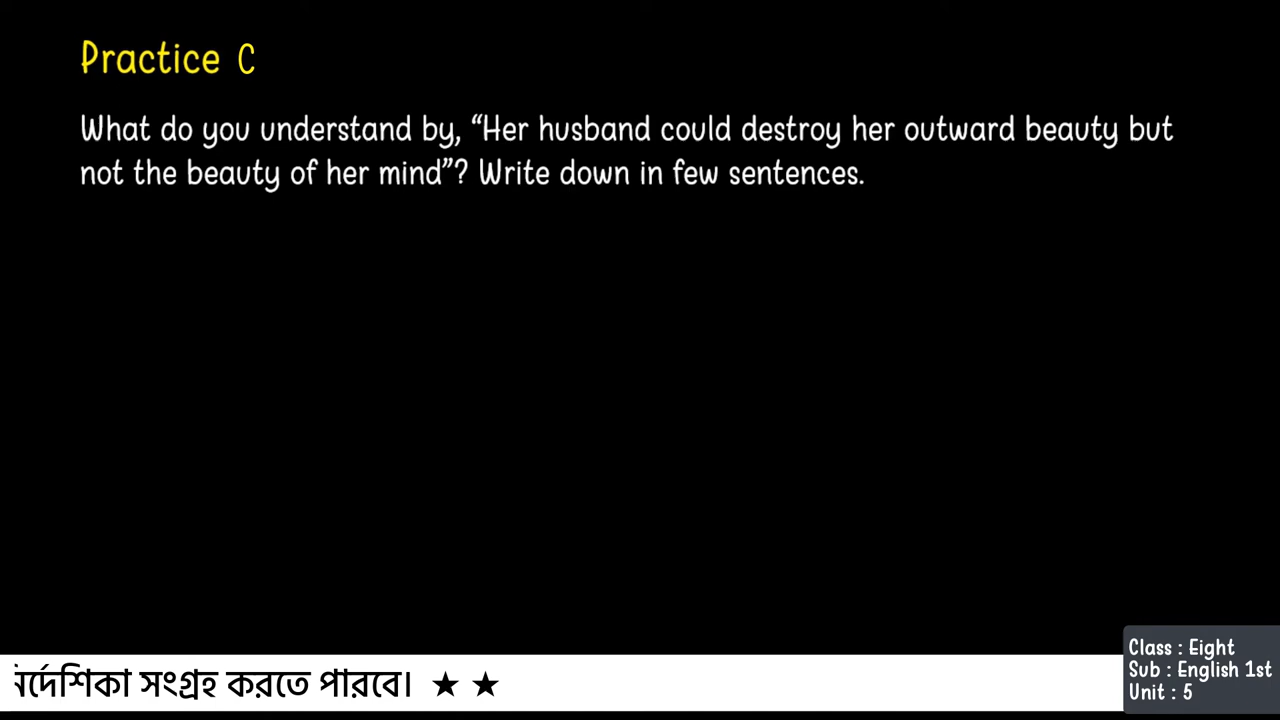 Practice C
What do you understand by, “Her husband could destroy her outward beauty but
not the beauty of her mind”? Write down in few sentences.
Class : Eight
Sub : English 1st
Unit : 5
সংগ্রহ করতে পারবে। ★ ★